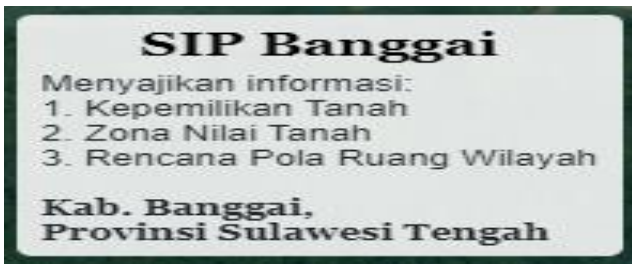 SIP Banggai
Menyajikan informasi:
1. Kepemilikan Tanah
2. Zona Nilai Tanah
3. Rencana Pola Ruang Wilayah
Kab. Banggai,
Provinsi Sulawesi Tengah